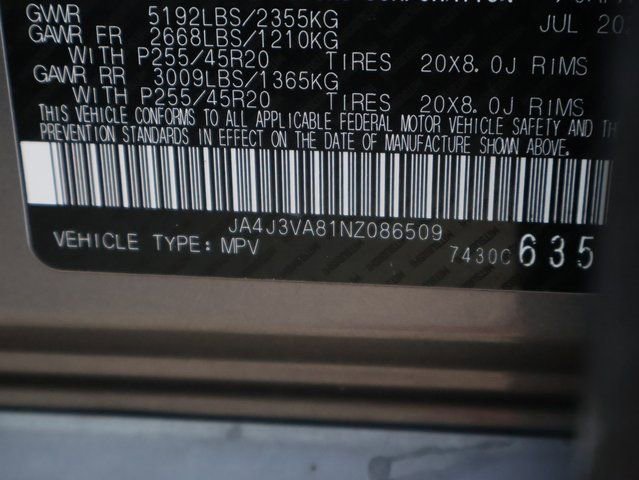 GVWR 5192LBS/2355KG JUL 20
GAWR FR 2668LBS/1210KG
WITH P255/45R20 TIRES 20X8.0J RIMS
GAWR RR 3009LBS/1365KG
WITH P255/45R20 TIRES 20X8.0J RIMS
THIS VEHICLE CONFORMS TO ALL APPLICABLE FEDERAL MOTOR VEHICLE SAFETY AND
PREVENTION STANDARDS IN EFFECT ON THE DATE OF MANUFACTURE SHOWN ABOVE.
JA4J3VA81NZ086509
VEHICLE TYPE: MPV 7430C 635